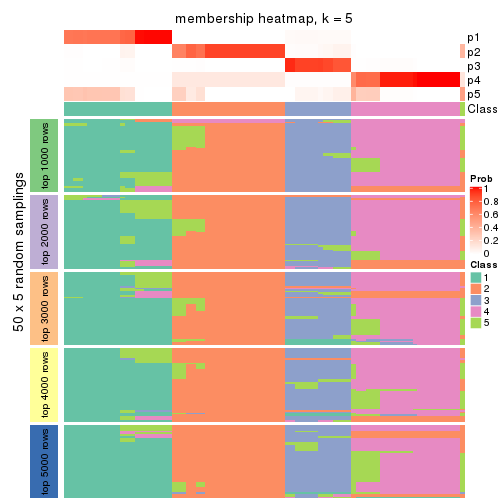 membership heatmap, k = 5
p1
p2
p3
p4
p5
Class
50 x 5 random samplings
top 1000 rows
top 2000 rows
top 3000 rows
top 4000 rows
top 5000 rows
Prob
1
0.8
0.6
0.4
0.2
0
Class
1
2
3
4
5